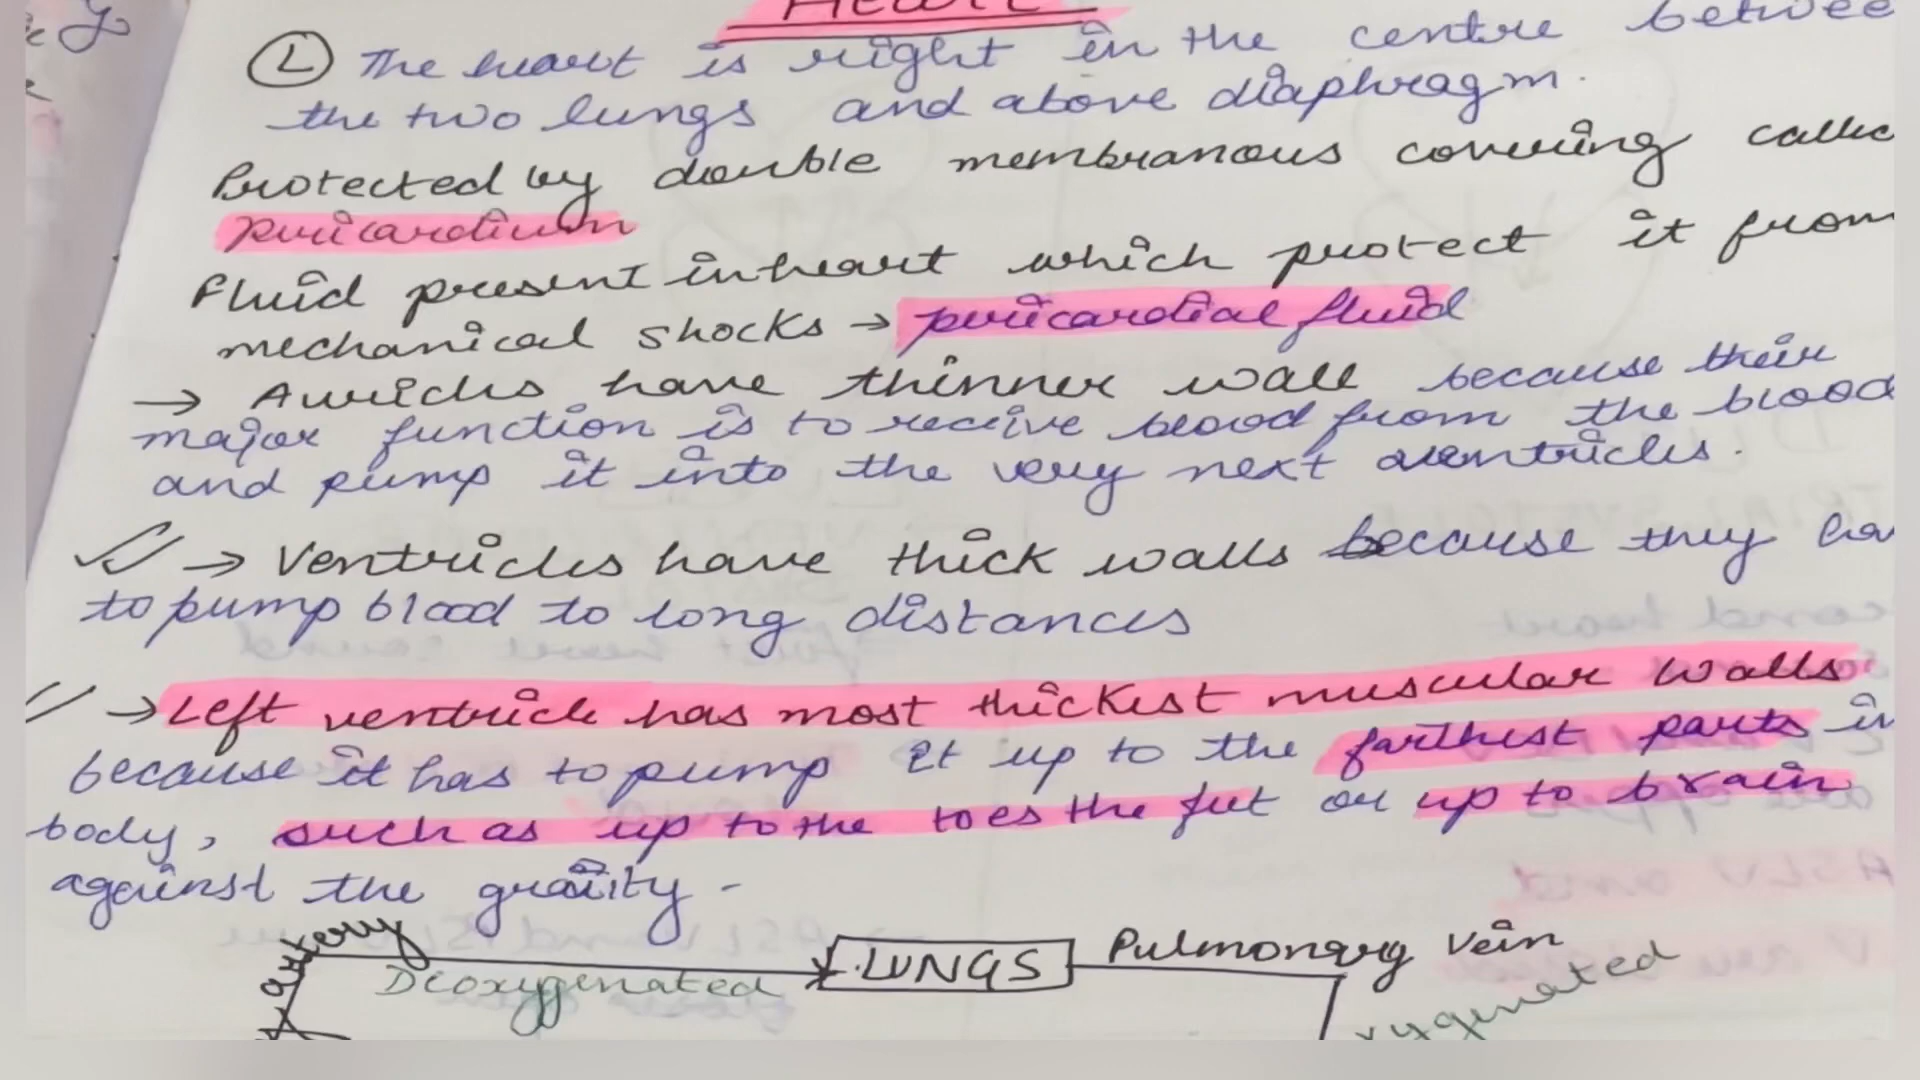 Heart
L The heart is right in the centre betwee
the two lungs and above diaphragm.
Protected by double membranous covering calle
pericardium
Fluid present in heart which protect it from
mechanical shocks → pericardial fluid
→ Auricles have thinner wall because their
major function is to receive blood from the blood
and pump it into the very next ventricles.
→ Ventricles have thick walls because they ha
to pump blood to long distances
→ Left ventricle has most thickest muscular walls
because it has to pump it up to the farthest parts in
body, such as up to the toes the feet or up to brain
against the gravity -
artery
Deoxygenated
LUNGS
Pulmonary Vein
xygenated